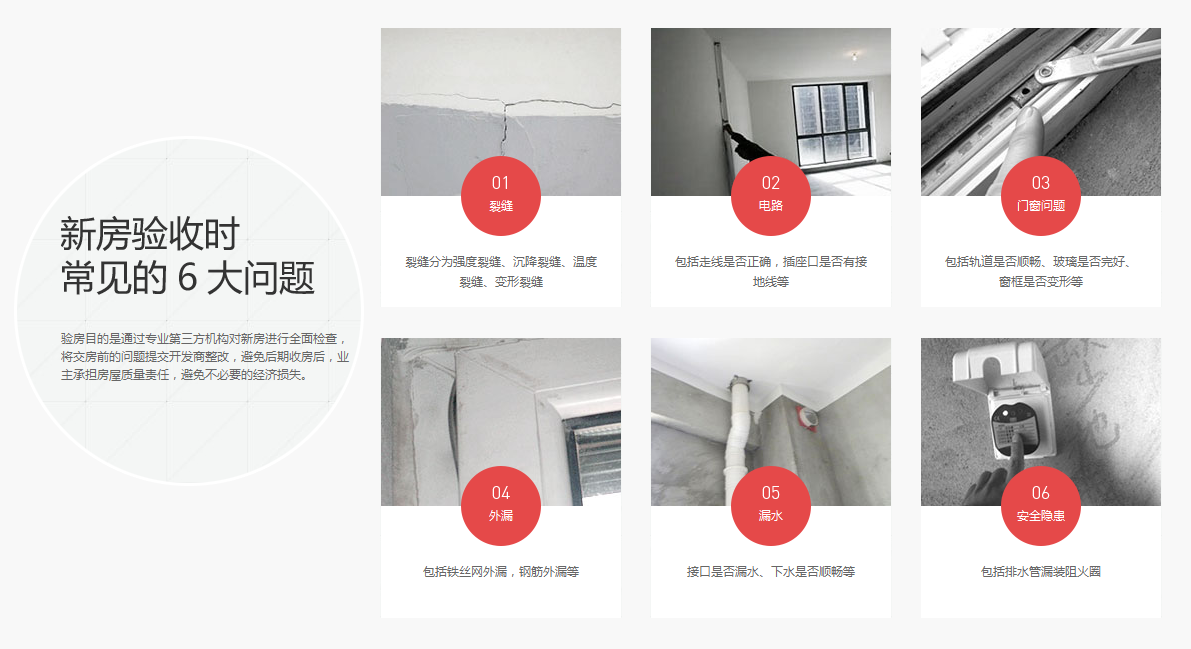 新房验收时
常见的 6 大问题
验房目的是通过专业第三方机构对新房进行全面检查，
将交房前的问题提交开发商整改，避免后期收房后，业
主承担房屋质量责任，避免不必要的经济损失。
01
裂缝
裂缝分为强度裂缝、沉降裂缝、温度
裂缝、变形裂缝
02
电路
包括走线是否正确，插座口是否有接
地线等
03
门窗问题
包括轨道是否顺畅、玻璃是否完好、
窗框是否变形等
04
外漏
包括铁丝网外漏，钢筋外漏等
05
漏水
接口是否漏水、下水是否顺畅等
06
安全隐患
包括排水管漏装阻火圈